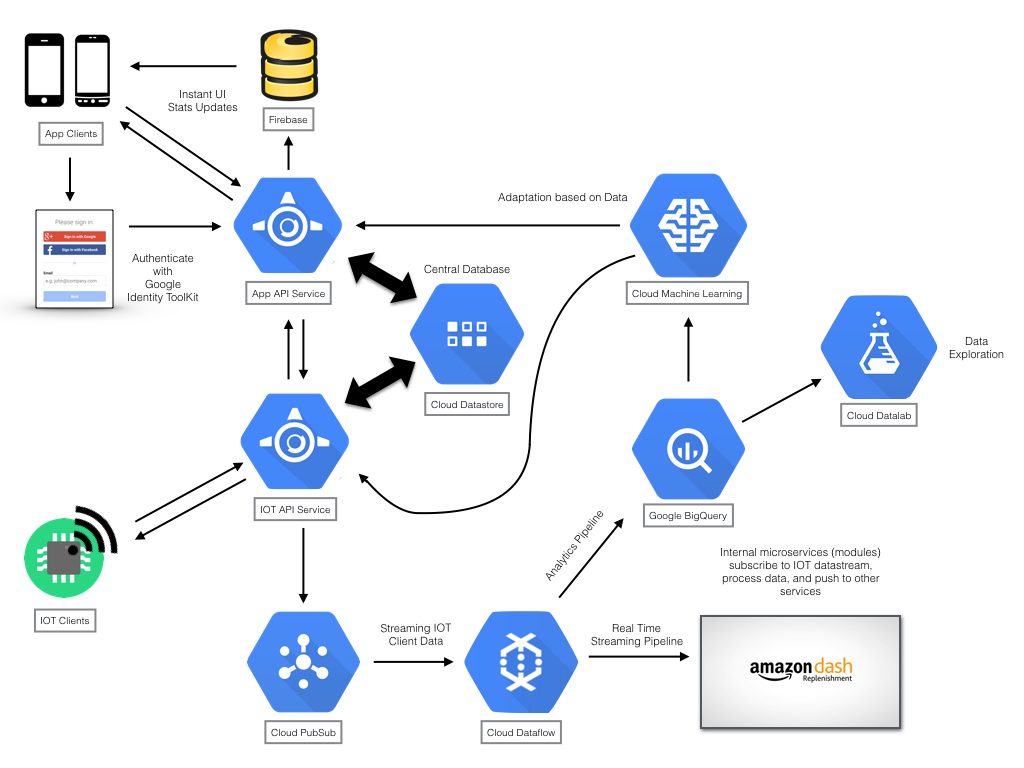 Instant UI
Stats Updates
App Clients
Firebase
Please sign in.
Sign in with Google
Sign in with Facebook
or
Email
e.g. john@company.com
Next
Authenticate
with
Google
Identity ToolKit
App API Service
Adaptation based on Data
Cloud Machine Learning
Central Database
Cloud Datastore
Data
Exploration
Cloud Datalab
IOT API Service
Google BigQuery
IOT Clients
Analytics Pipeline
Internal microservices (modules)
subscribe to IOT datastream,
process data, and push to other
services
Streaming IOT
Client Data
Real Time
Streaming Pipeline
amazon dash
Replenishment
Cloud PubSub
Cloud Dataflow